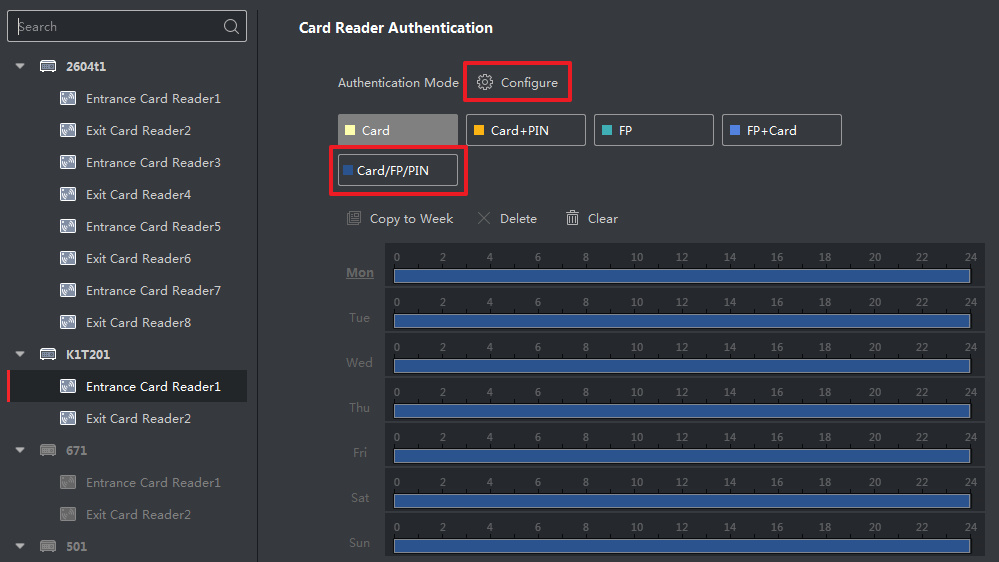 Search
2604t1
Entrance Card Reader1
Exit Card Reader2
Entrance Card Reader3
Exit Card Reader4
Entrance Card Reader5
Exit Card Reader6
Entrance Card Reader7
Exit Card Reader8
K1T201
Entrance Card Reader1
Exit Card Reader2
671
Entrance Card Reader1
Exit Card Reader2
501
Card Reader Authentication
Authentication Mode Configure
Card Card+PIN FP FP+Card
Card/FP/PIN
Copy to Week Delete Clear
0 2 4 6 8 10 12 14 16 18 20 22 24
Mon
0 2 4 6 8 10 12 14 16 18 20 22 24
Tue
0 2 4 6 8 10 12 14 16 18 20 22 24
Wed
0 2 4 6 8 10 12 14 16 18 20 22 24
Thu
0 2 4 6 8 10 12 14 16 18 20 22 24
Fri
0 2 4 6 8 10 12 14 16 18 20 22 24
Sat
0 2 4 6 8 10 12 14 16 18 20 22 24
Sun